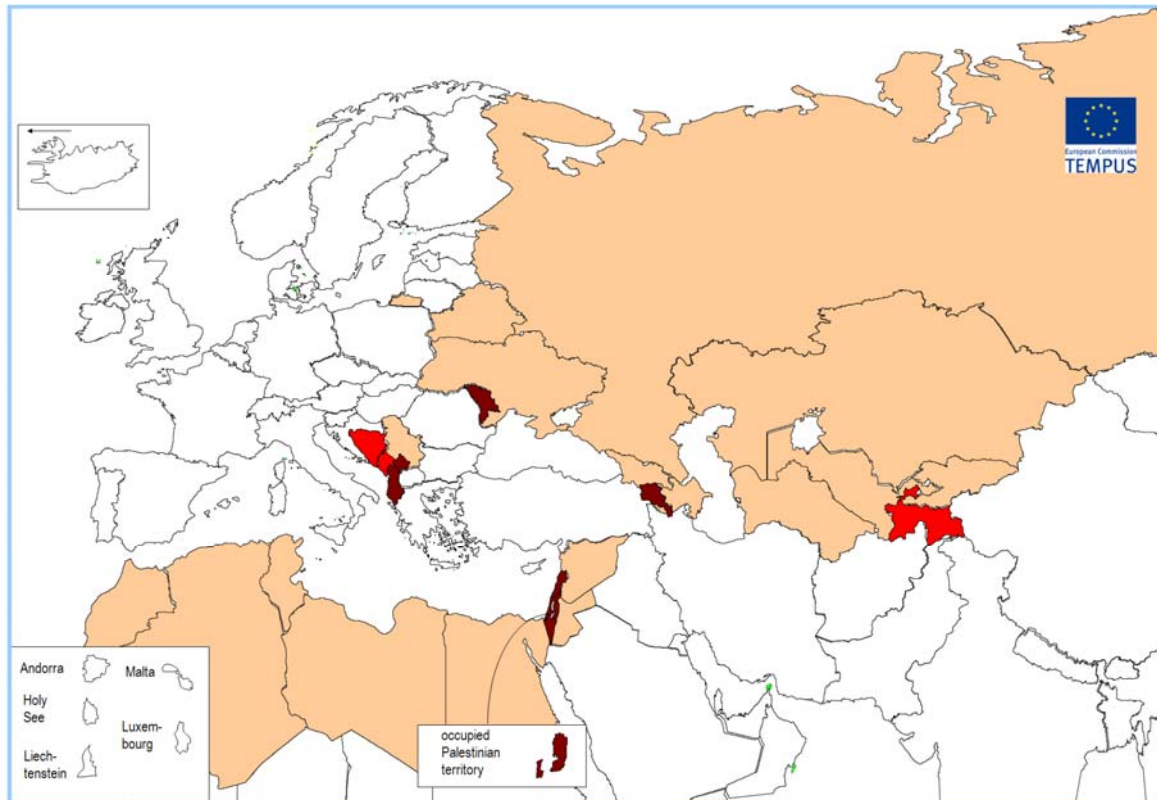 European Commission
TEMPUS
Andorra
Malta
Holy
See
Luxem-
bourg
Liech-
tenstein
occupied
Palestinian
territory